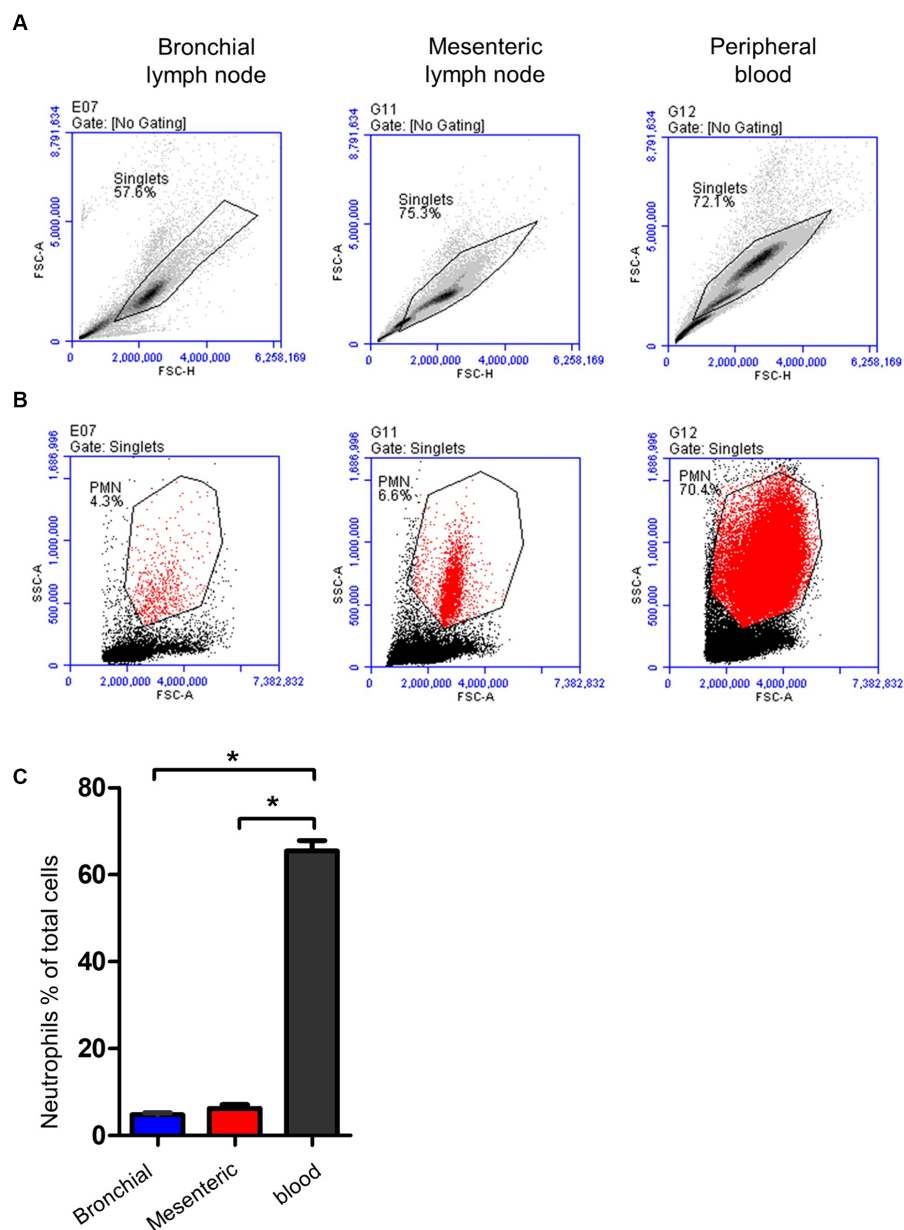 A
Bronchial
lymph node
Mesenteric
lymph node
Peripheral
blood
E07
Gate: [No Gating]
8,791,634
5,000,000
0
FSC-A
Singlets
57.6%
0
2,000,000
4,000,000
6,258,169
FSC-H
G11
Gate: [No Gating]
8,791,634
5,000,000
0
FSC-A
Singlets
75.3%
0
2,000,000
4,000,000
6,258,169
FSC-H
G12
Gate: [No Gating]
8,791,634
5,000,000
0
FSC-A
Singlets
72.1%
0
2,000,000
4,000,000
6,258,169
FSC-H
B
E07
Gate: Singlets
1,686,996
1,000,000
500,000
0
SSC-A
PMN
4.3%
0
2,000,000
4,000,000
7,382,832
FSC-A
G11
Gate: Singlets
1,686,996
1,000,000
500,000
0
SSC-A
PMN
6.6%
0
2,000,000
4,000,000
7,382,832
FSC-A
G12
Gate: Singlets
1,686,996
1,000,000
500,000
0
SSC-A
PMN
70.4%
0
2,000,000
4,000,000
7,382,832
FSC-A
C
*
*
Neutrophils % of total cells
80
60
40
20
0
Bronchial
Mesenteric
blood